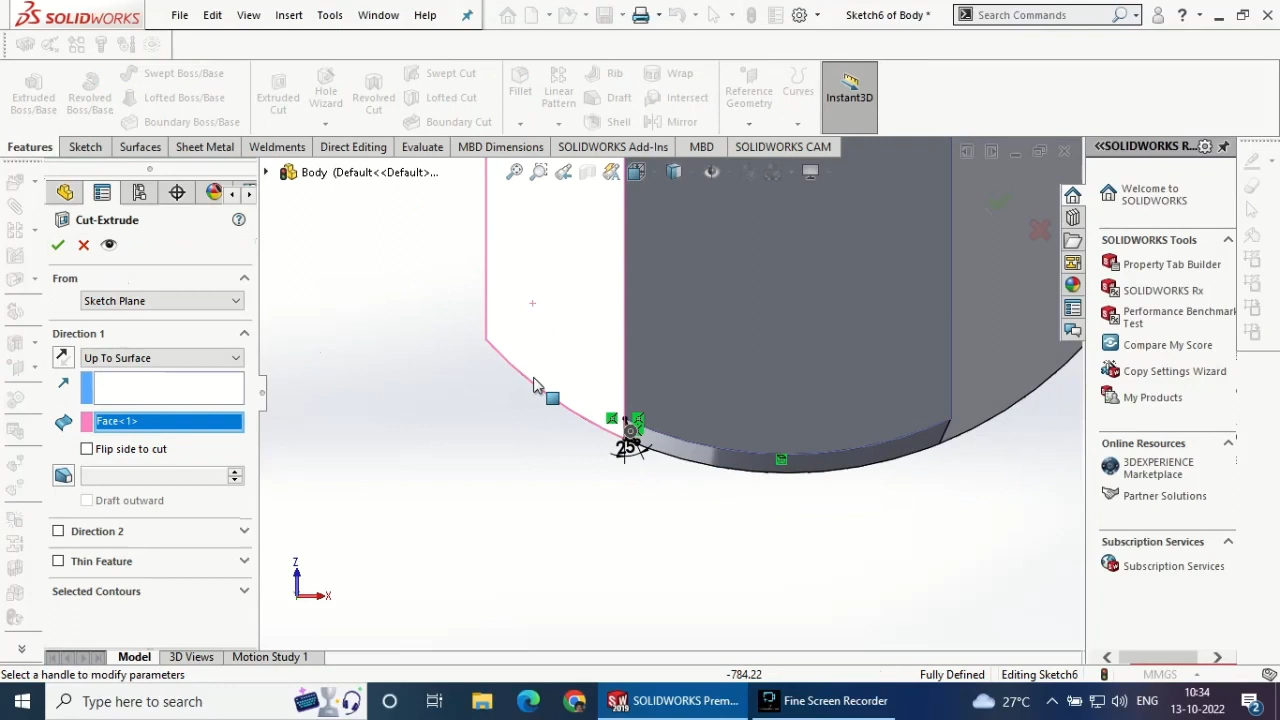 SOLIDWORKS
File Edit View Insert Tools Window Help
Sketch6 of Body *
Search Commands
Extruded Boss/Base
Revolved Boss/Base
Swept Boss/Base
Lofted Boss/Base
Boundary Boss/Base
Extruded Cut
Hole Wizard
Revolved Cut
Swept Cut
Lofted Cut
Boundary Cut
Fillet
Linear Pattern
Rib
Draft
Shell
Wrap
Intersect
Mirror
Reference Geometry
Curves
Instant3D
Features Sketch Surfaces Sheet Metal Weldments Direct Editing Evaluate MBD Dimensions SOLIDWORKS Add-Ins MBD SOLIDWORKS CAM
Body (Default<<Default>...
Cut-Extrude
From
Sketch Plane
Direction 1
Up To Surface
Face<1>
Flip side to cut
Draft outward
Direction 2
Thin Feature
Selected Contours
25°
Z
X
<<SOLIDWORKS R...
Welcome to
SOLIDWORKS
SOLIDWORKS Tools
Property Tab Builder
SOLIDWORKS Rx
Performance Benchmark
Test
Compare My Score
Copy Settings Wizard
My Products
Online Resources
3DEXPERIENCE
Marketplace
Partner Solutions
Subscription Services
Subscription Services
Model 3D Views Motion Study 1
Select a handle to modify parameters
-784.22
Fully Defined
Editing Sketch6
MMGS
Type here to search
SW 2019
SOLIDWORKS Prem...
Fine Screen Recorder
27°C
ENG
10:34
13-10-2022
2